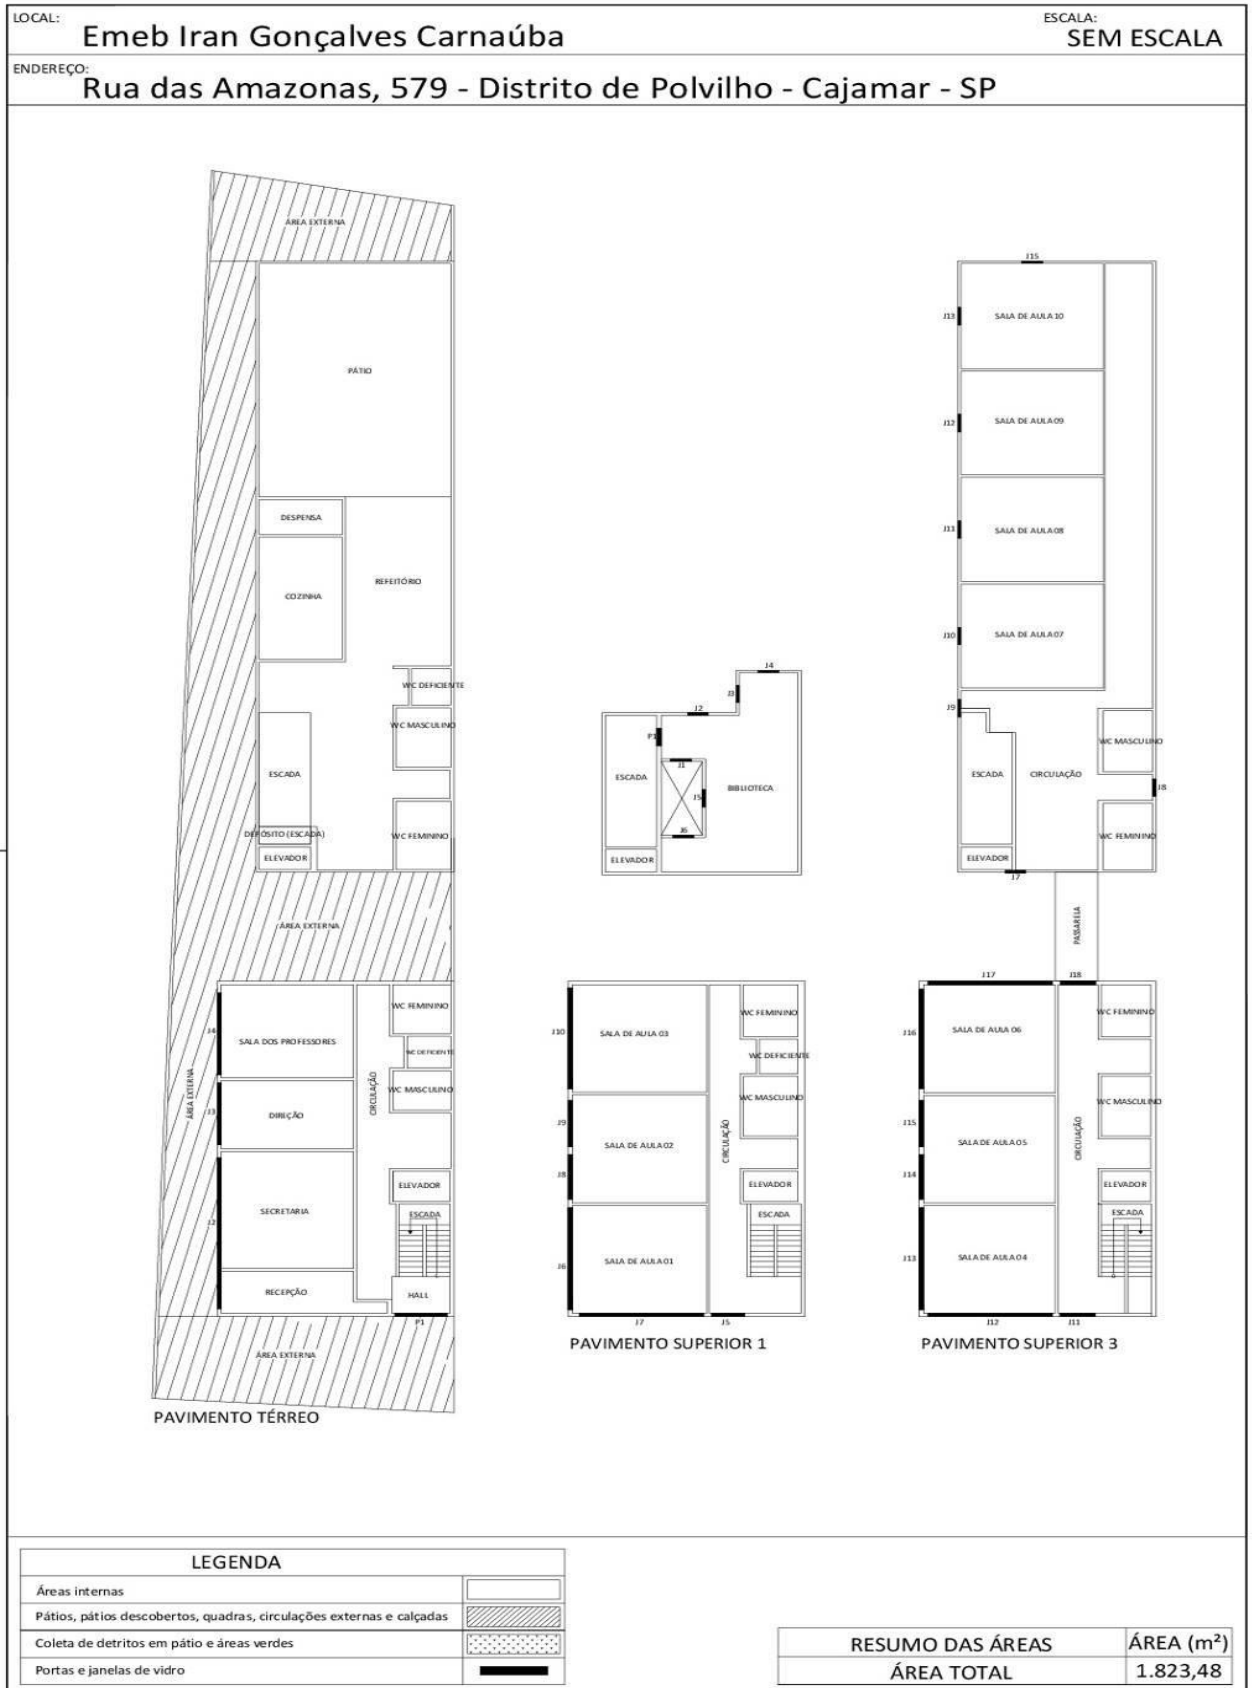 LOCAL:
Emeb Iran Gonçalves Carnaúba
ESCALA:
SEM ESCALA
ENDEREÇO:
Rua das Amazonas, 579 - Distrito de Polvilho - Cajamar - SP
ÁREA EXTERNA
PÁTIO
DESPENSA
COZINHA
REFEITÓRIO
WC DEFICIENTE
WC MASCULINO
ESCADA
DEPÓSITO (ESCADA)
WC FEMININO
ELEVADOR
ÁREA EXTERNA
ÁREA EXTERNA
WC FEMININO
J4
SALA DOS PROFESSORES
WC DEFICIENTE
CIRCULAÇÃO
WC MASCULINO
J3
DIREÇÃO
ELEVADOR
J2
SECRETARIA
ESCADA
RECEPÇÃO
HALL
P1
ÁREA EXTERNA
PAVIMENTO TÉRREO
J4
J3
J2
P1
J1
ESCADA
J5
BIBLIOTECA
J6
ELEVADOR
J10
SALA DE AULA 03
WC FEMININO
WC DEFICIENTE
WC MASCULINO
J9
SALA DE AULA 02
CIRCULAÇÃO
J8
ELEVADOR
ESCADA
J6
SALA DE AULA 01
J7
J5
PAVIMENTO SUPERIOR 1
J15
J13
SALA DE AULA 10
J12
SALA DE AULA 09
J11
SALA DE AULA 08
J10
SALA DE AULA 07
J9
WC MASCULINO
ESCADA
CIRCULAÇÃO
J8
WC FEMININO
ELEVADOR
J7
PASSARELA
J17
J18
J16
SALA DE AULA 06
WC FEMININO
WC MASCULINO
J15
SALA DE AULA 05
CIRCULAÇÃO
J14
ELEVADOR
ESCADA
J13
SALA DE AULA 04
J12
J11
PAVIMENTO SUPERIOR 3
LEGENDA
Áreas internas
Pátios, pátios descobertos, quadras, circulações externas e calçadas
Coleta de detritos em pátio e áreas verdes
Portas e janelas de vidro
RESUMO DAS ÁREAS
ÁREA (m²)
ÁREA TOTAL
1.823,48